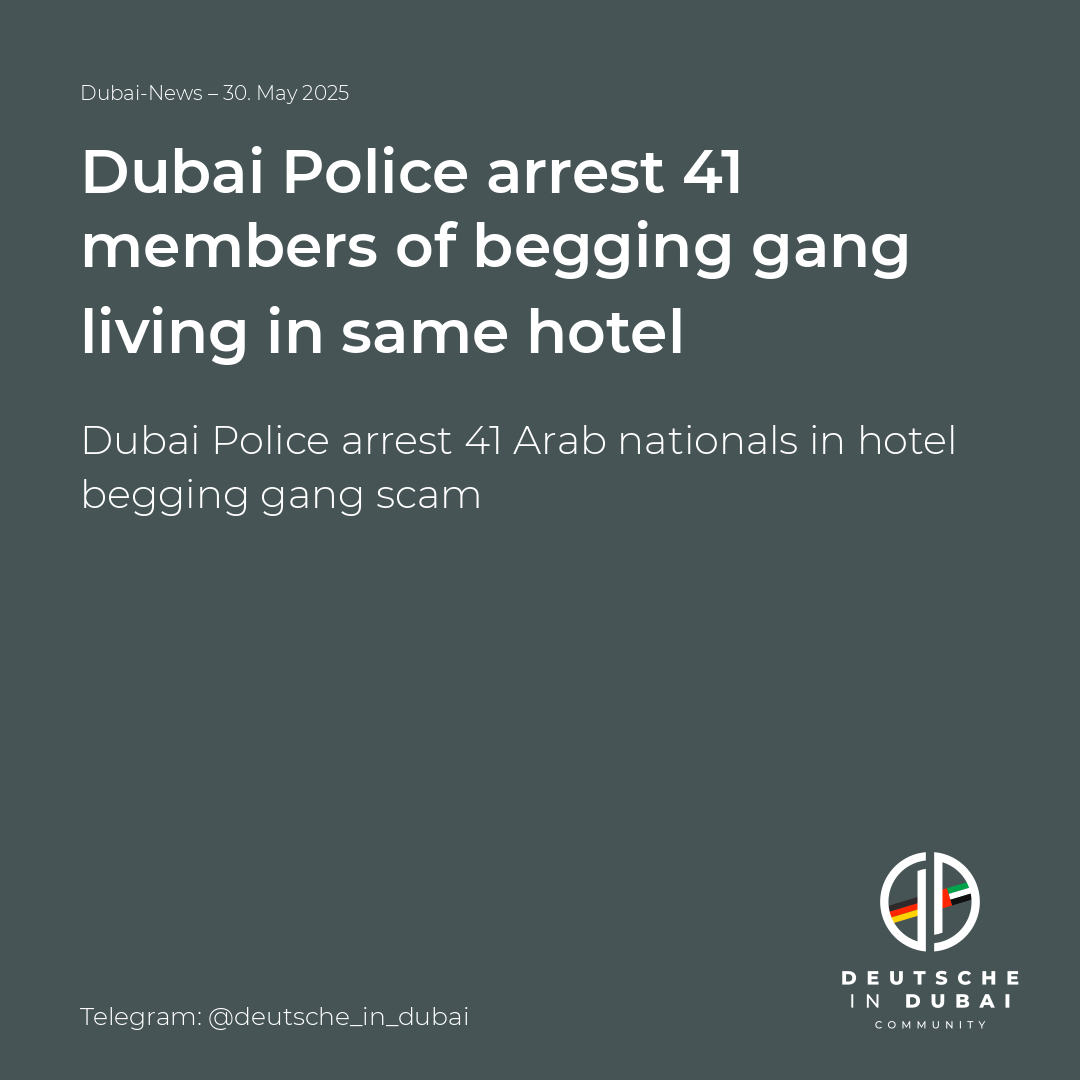 Dubai-News – 30. May 2025
Dubai Police arrest 41
members of begging gang
living in same hotel
Dubai Police arrest 41 Arab nationals in hotel
begging gang scam
DEUTSCHE
IN DUBAI
COMMUNITY
Telegram: @deutsche_in_dubai